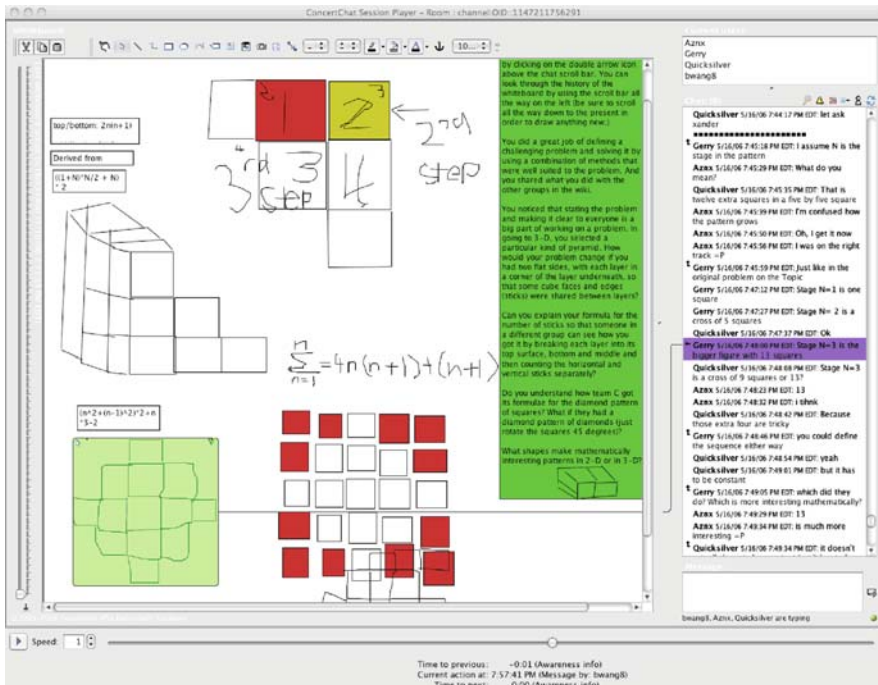 ConcertChat Session Player - Room : channel OID: 1147211756291
top/bottom: 2n(n+1)
Derived from
((1+N)*N/2 + N)
* 2
2
3
1
2
2nd
step
4
3rd
step
3
4
n
Σ = 4n(n+1)+(n+1)
n=1
(n^2+(n-1)^2)*2+n
*3-2
by clicking on the double arrow icon
above the chat scroll bar. You can
look through the history of the
whiteboard by using the scroll bar all
the way on the left (be sure to scroll
all the way down to the present in
order to draw anything new.)
You did a great job of defining a
challenging problem and solving it by
using a combination of methods that
were well suited to the problem. And
you shared what you did with the
other groups in the wiki.
You noticed that stating the problem
and making it clear to everyone is a
big part of working on a problem. In
going to 3-D, you selected a
particular kind of pyramid. How
would your problem change if you
had two flat sides, with each layer in
a corner of the layer underneath, so
that some cube faces and edges
(sticks) were shared between layers?
Can you explain your formula for the
number of sticks so that someone in
a different group can see how you
got it by breaking each layer into its
top surface, bottom and middle and
then counting the horizontal and
vertical sticks separately?
Do you understand how team C got
its formulae for the diamond pattern
of squares? What if they had a
diamond pattern of diamonds (just
rotate the squares 45 degrees)?
What shapes make mathematically
interesting patterns in 2-D or in 3-D?
Aznx
Gerry
Quicksilver
bwang8
Quicksilver 5/16/06 7:44:17 PM EDT: let ask
xander
Gerry 5/16/06 7:45:18 PM EDT: I assume N is the
stage in the pattern
Aznx 5/16/06 7:45:29 PM EDT: What do you
mean?
Quicksilver 5/16/06 7:45:35 PM EDT: That is
twelve extra squares in a five by five square
Aznx 5/16/06 7:45:39 PM EDT: I'm confused how
the pattern grows
Aznx 5/16/06 7:45:50 PM EDT: Oh, I get it now
Aznx 5/16/06 7:45:56 PM EDT: I was on the right
track =P
Gerry 5/16/06 7:45:59 PM EDT: Just like in the
original problem on the Topic
Gerry 5/16/06 7:47:12 PM EDT: Stage N=1 is one
square
Gerry 5/16/06 7:47:27 PM EDT: Stage N= 2 is a
cross of 5 squares
Quicksilver 5/16/06 7:47:37 PM EDT: Ok
Gerry 5/16/06 7:48:00 PM EDT: Stage N=3 is the
bigger figure with 13 squares
Quicksilver 5/16/06 7:48:08 PM EDT: Stage N=3
is a cross of 9 squares or 13?
Aznx 5/16/06 7:48:23 PM EDT: 13
Aznx 5/16/06 7:48:32 PM EDT: i tihnk
Quicksilver 5/16/06 7:48:42 PM EDT: Because
those extra four are tricky
Gerry 5/16/06 7:48:46 PM EDT: you could define
the sequence either way
Quicksilver 5/16/06 7:48:54 PM EDT: yeah
Quicksilver 5/16/06 7:49:01 PM EDT: but it has
to be constant
Gerry 5/16/06 7:49:05 PM EDT: which did they
do? Which is more interesting mathematically?
Aznx 5/16/06 7:49:29 PM EDT: 13
Aznx 5/16/06 7:49:34 PM EDT: is much more
interesting =P
Quicksilver 5/16/06 7:49:34 PM EDT: it doesn't
bwang8, Aznx, Quicksilver are typing
Speed: 1
Time to previous: -0:01 (Awareness info)
Current action at: 7:57:41 PM (Message by: bwang8)
Time to next: 0:00 (Awareness info)